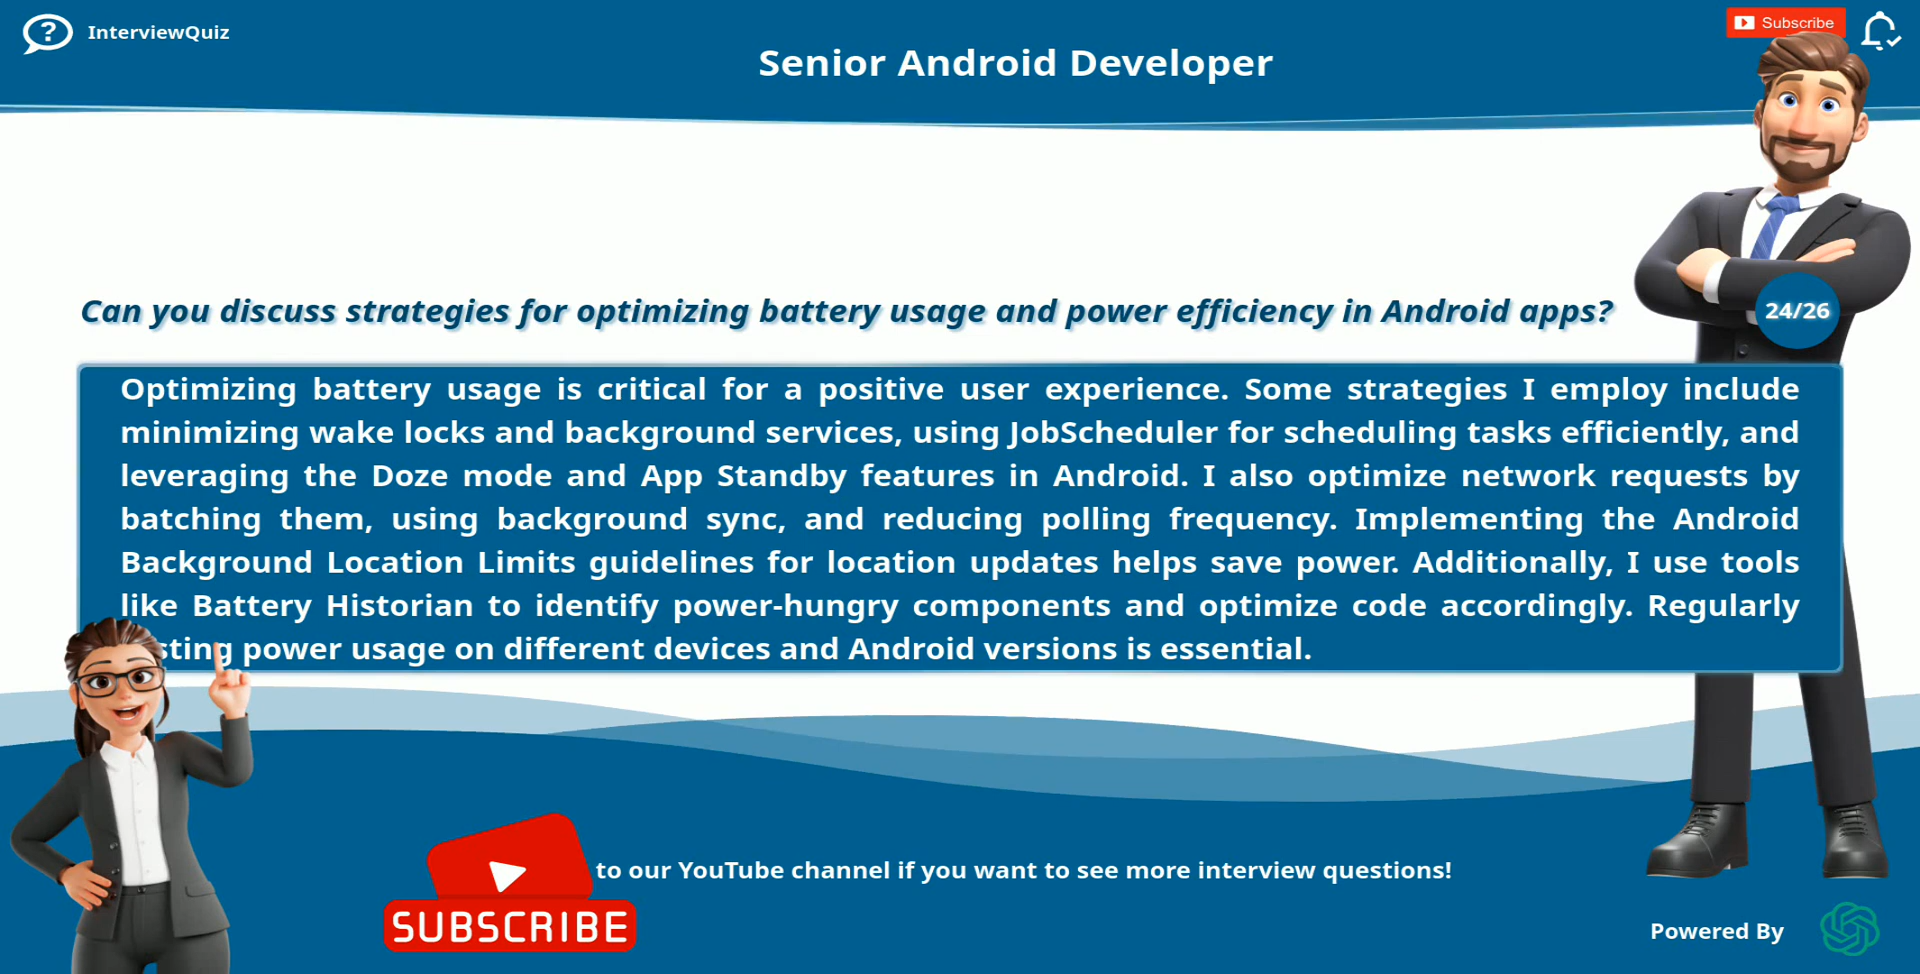 InterviewQuiz
Subscribe
Senior Android Developer
Can you discuss strategies for optimizing battery usage and power efficiency in Android apps?
24/26
Optimizing battery usage is critical for a positive user experience. Some strategies I employ include
minimizing wake locks and background services, using JobScheduler for scheduling tasks efficiently, and
leveraging the Doze mode and App Standby features in Android. I also optimize network requests by
batching them, using background sync, and reducing polling frequency. Implementing the Android
Background Location Limits guidelines for location updates helps save power. Additionally, I use tools
like Battery Historian to identify power-hungry components and optimize code accordingly. Regularly
power usage on different devices and Android versions is essential.
to our YouTube channel if you want to see more interview questions!
SUBSCRIBE
Powered By